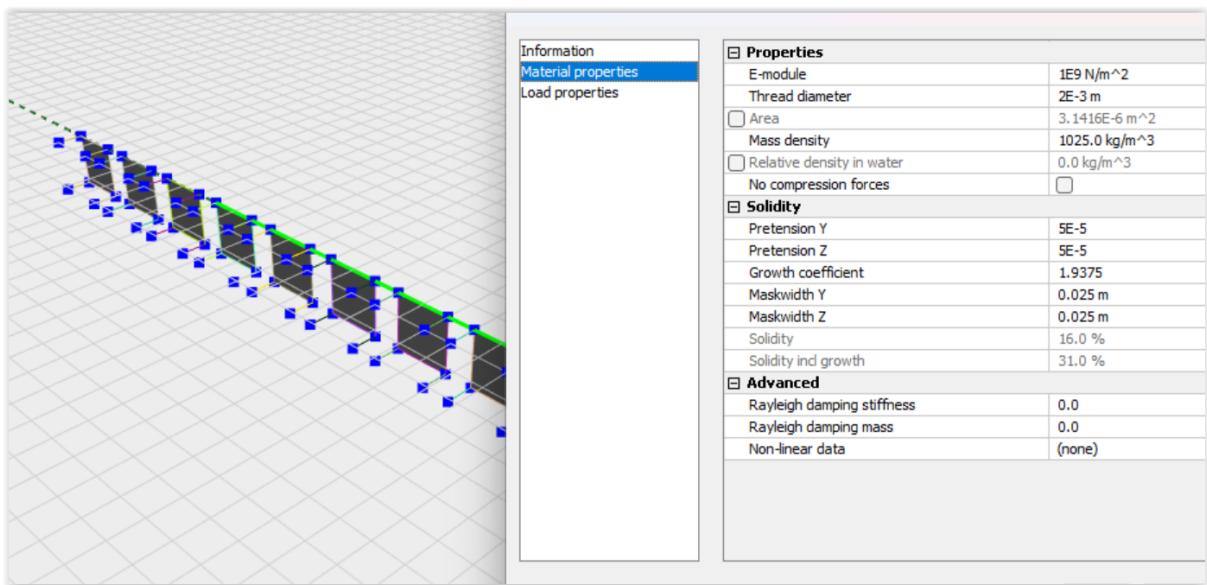 Information
Material properties
Load properties
Properties
E-module 1E9 N/m^2
Thread diameter 2E-3 m
Area 3.1416E-6 m^2
Mass density 1025.0 kg/m^3
Relative density in water 0.0 kg/m^3
No compression forces
Solidity
Pretension Y 5E-5
Pretension Z 5E-5
Growth coefficient 1.9375
Maskwidth Y 0.025 m
Maskwidth Z 0.025 m
Solidity 16.0 %
Solidity incl growth 31.0 %
Advanced
Rayleigh damping stiffness 0.0
Rayleigh damping mass 0.0
Non-linear data (none)